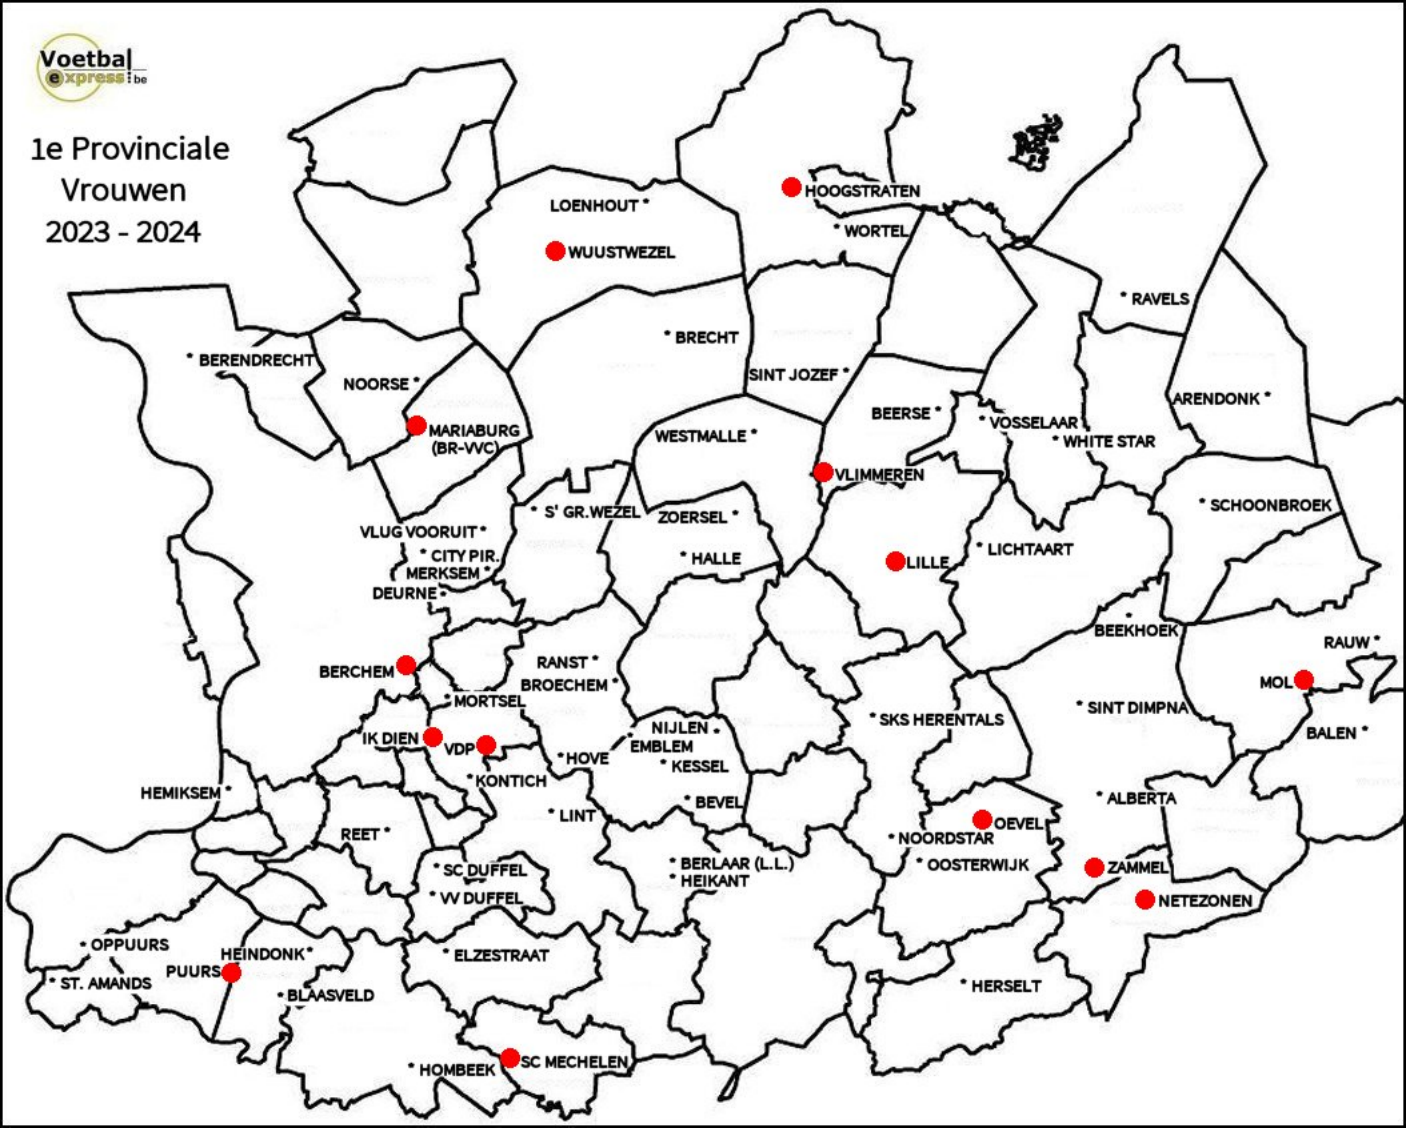 Voetbal
express.be
1e Provinciale
Vrouwen
2023 - 2024
HOOGSTRATEN
LOENHOUT *
* WORTEL
WUUSTWEZEL
* RAVELS
* BRECHT
* BERENDRECHT
SINT JOZEF *
NOORSE *
ARENDONK *
BEERSE *
* VOSSELAAR
MARIABURG
(BR-VVC)
WESTMALLE *
* WHITE STAR
VLIMMEREN
* SCHOONBROEK
* S' GR.WEZEL
ZOERSEL *
VLUG VOORUIT *
* LICHTAART
* CITY PIR.
* HALLE
LILLE
MERKSEM *
DEURNE *
*
BEEKHOEK
RAUW *
RANST *
BERCHEM
BROECHEM *
MOL
* MORTSEL
* SINT DIMPNA
* SKS HERENTALS
NIJLEN *
BALEN *
IK DIEN
* EMBLEM
VDP
* HOVE
* KESSEL
* KONTICH
HEMIKSEM *
* ALBERTA
* BEVEL
* LINT
OEVEL
REET *
* NOORDSTAR
* BERLAAR (L.L.)
* OOSTERWIJK
ZAMMEL
* SC DUFFEL
* HEIKANT
* VV DUFFEL
NETEZONEN
* OPPUURS
HEINDONK *
* ELZESTRAAT
PUURS
* ST. AMANDS
* HERSELT
* BLAASVELD
SC MECHELEN
* HOMBEEK